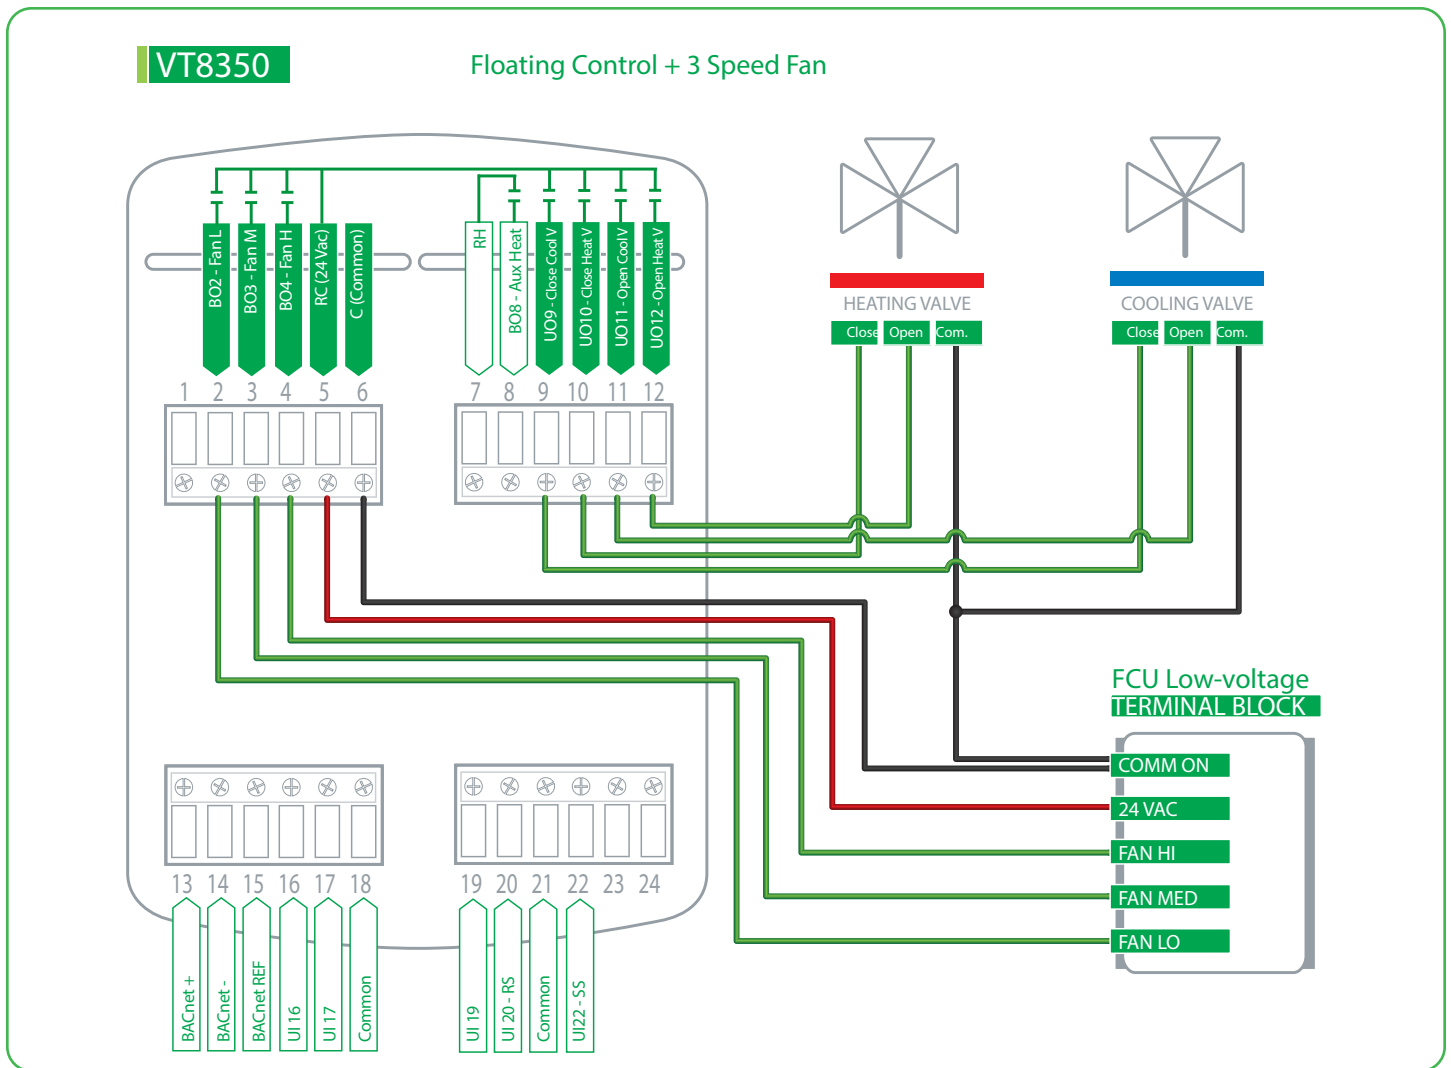 VT8350
Floating Control + 3 Speed Fan
BO2 - Fan L
BO3 - Fan M
BO4 - Fan H
RC (24 Vac)
C (Common)
RH
BO8 - Aux Heat
UO9 - Close Cool V
UO10 - Close Heat V
UO11 - Open Cool V
UO12 - Open Heat V
1 2 3 4 5 6
7 8 9 10 11 12
HEATING VALVE
Close Open Com.
COOLING VALVE
Close Open Com.
FCU Low-voltage
TERMINAL BLOCK
COMM ON
24 VAC
FAN HI
FAN MED
FAN LO
13 14 15 16 17 18
19 20 21 22 23 24
BACnet +
BACnet -
BACnet REF
UI 16
UI 17
Common
UI 19
UI 20 - RS
Common
UI22 - SS